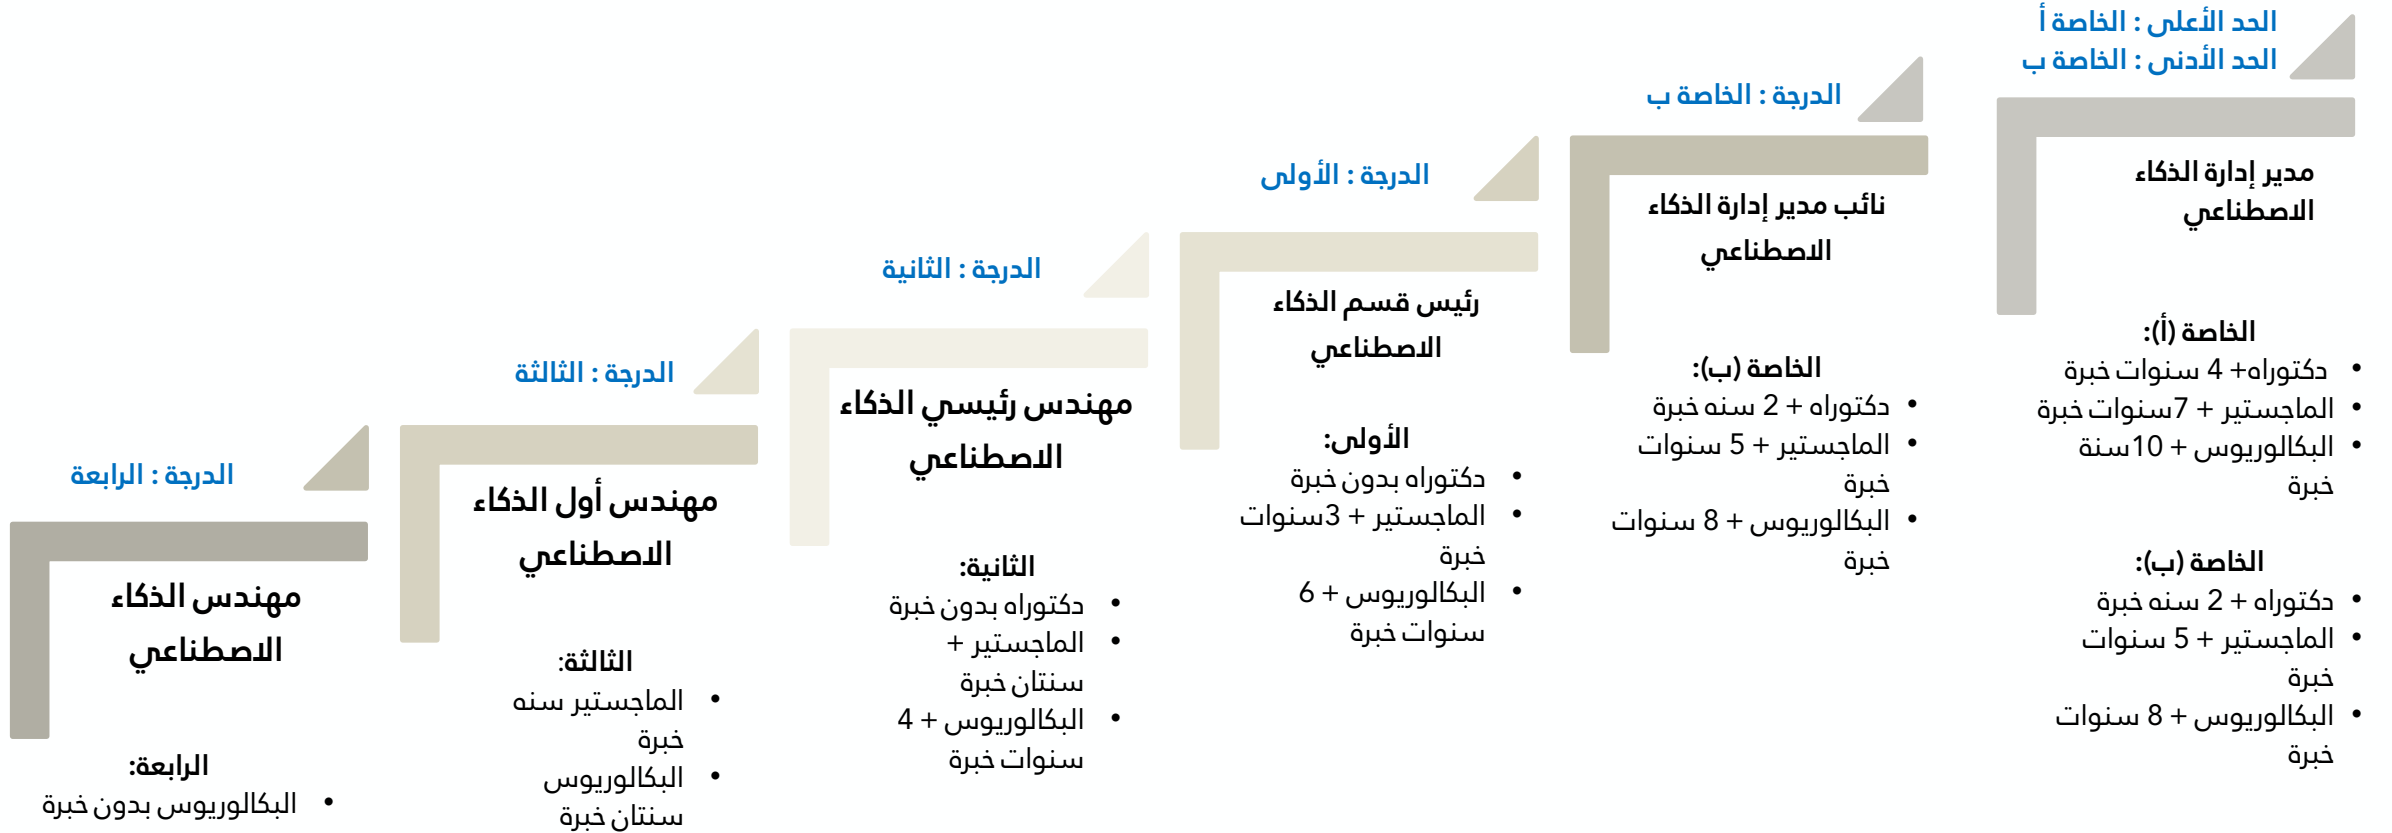 الحد الأعلى : الخاصة أ
الحد الأدنى : الخاصة ب
مدير إدارة الذكاء
الاصطناعي
الخاصة (أ):
• دكتوراه+ 4 سنوات خبرة
• الماجستير + 7سنوات خبرة
• البكالوريوس + 10سنة
خبرة
الخاصة (ب):
• دكتوراه + 2 سنه خبرة
• الماجستير + 5 سنوات
خبرة
• البكالوريوس + 8 سنوات
خبرة
الدرجة : الخاصة ب
نائب مدير إدارة الذكاء
الاصطناعي
الخاصة (ب):
• دكتوراه + 2 سنه خبرة
• الماجستير + 5 سنوات
خبرة
• البكالوريوس + 8 سنوات
خبرة
الدرجة : الأولى
رئيس قسم الذكاء
الاصطناعي
الأولى:
• دكتوراه بدون خبرة
• الماجستير + 3سنوات
خبرة
• البكالوريوس + 6
سنوات خبرة
الدرجة : الثانية
مهندس رئيسي الذكاء
الاصطناعي
الثانية:
• دكتوراه بدون خبرة
• الماجستير +
سنتان خبرة
• البكالوريوس + 4
سنوات خبرة
الدرجة : الثالثة
مهندس أول الذكاء
الاصطناعي
الثالثة:
• الماجستير سنه
خبرة
• البكالوريوس
سنتان خبرة
الدرجة : الرابعة
مهندس الذكاء
الاصطناعي
الرابعة:
• البكالوريوس بدون خبرة